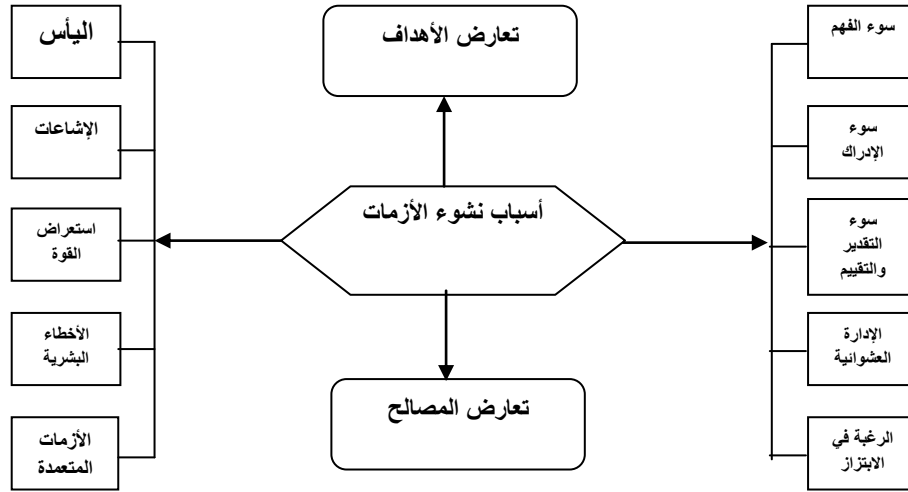 سوء الفهم
سوء
الإدراك
سوء
التقدير
والتقييم
الإدارة
العشوائية
الرغبة في
الابتزاز
تعارض الأهداف
أسباب نشوء الأزمات
تعارض المصالح
اليأس
الإشاعات
استعراض
القوة
الأخطاء
البشرية
الأزمات
المتعمدة